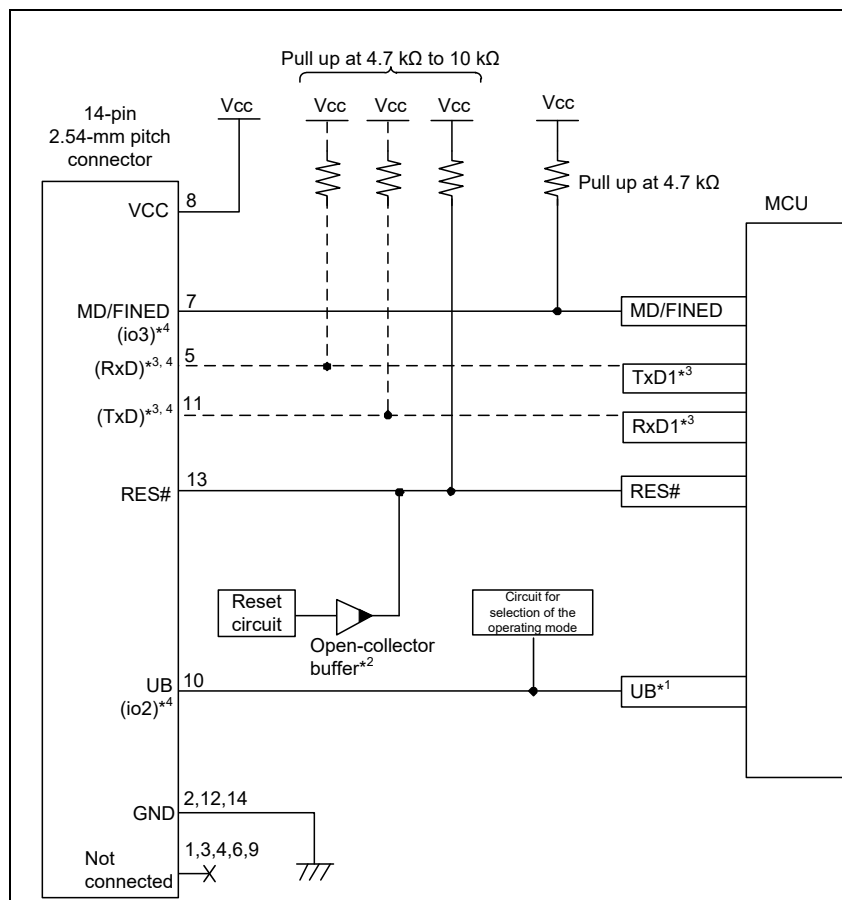 Pull up at 4.7 kΩ to 10 kΩ
Vcc
Vcc
Vcc
Vcc
Vcc
14-pin
2.54-mm pitch
connector
Pull up at 4.7 kΩ
MCU
VCC
8
MD/FINED
(io3)*4
7
MD/FINED
(RxD)*3, 4
5
TxD1*3
(TxD)*3, 4
11
RxD1*3
RES#
13
RES#
Reset
circuit
Open-collector
buffer*2
Circuit for
selection of the
operating mode
UB
(io2)*4
10
UB*1
GND
2,12,14
Not
connected
1,3,4,6,9